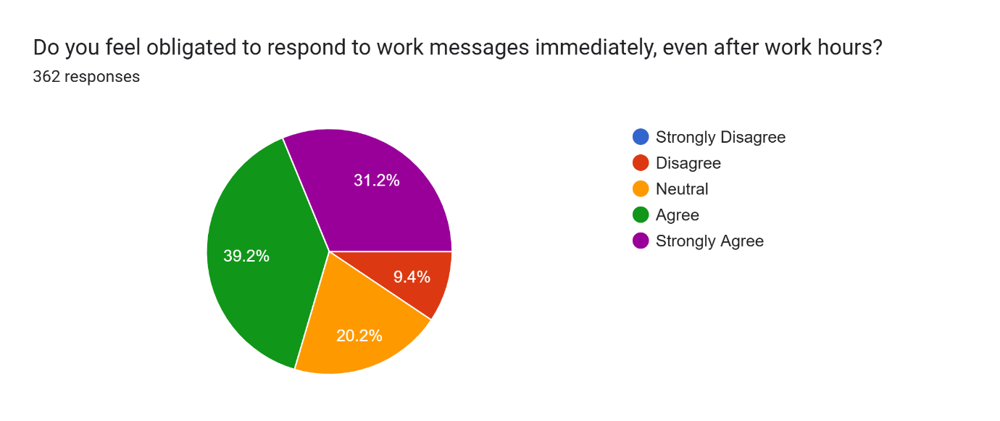 Do you feel obligated to respond to work messages immediately, even after work hours?
362 responses
31.2%
39.2%
9.4%
20.2%
Strongly Disagree
Disagree
Neutral
Agree
Strongly Agree